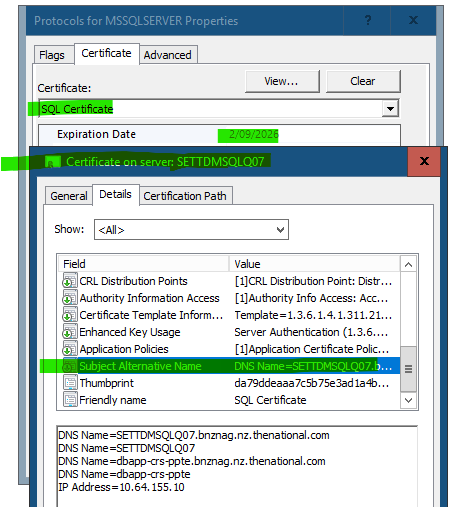 Protocols for MSSQLSERVER Properties
?
x
Flags
Certificate
Advanced
Certificate:
View...
Clear
SQL Certificate
Expiration Date 2/09/2026
Certificate on server: SETTDMSQLQ07
x
General
Details
Certification Path
Show:
<All>
Field Value
CRL Distribution Points [1]CRL Distribution Point: Distr...
Authority Information Access [1]Authority Info Access: Acc...
Certificate Template Inform... Template=1.3.6.1.4.1.311.21...
Enhanced Key Usage Server Authentication (1.3.6....
Application Policies [1]Application Certificate Polic...
Subject Alternative Name DNS Name=SETTDMSQLQ07.b...
Thumbprint da79ddeaaa7c5b75e3ad1a4b...
Friendly name SQL Certificate
DNS Name=SETTDMSQLQ07.bnznag.nz.thenational.com
DNS Name=SETTDMSQLQ07
DNS Name=dbapp-crs-ppte.bnznag.nz.thenational.com
DNS Name=dbapp-crs-ppte
IP Address=10.64.155.10